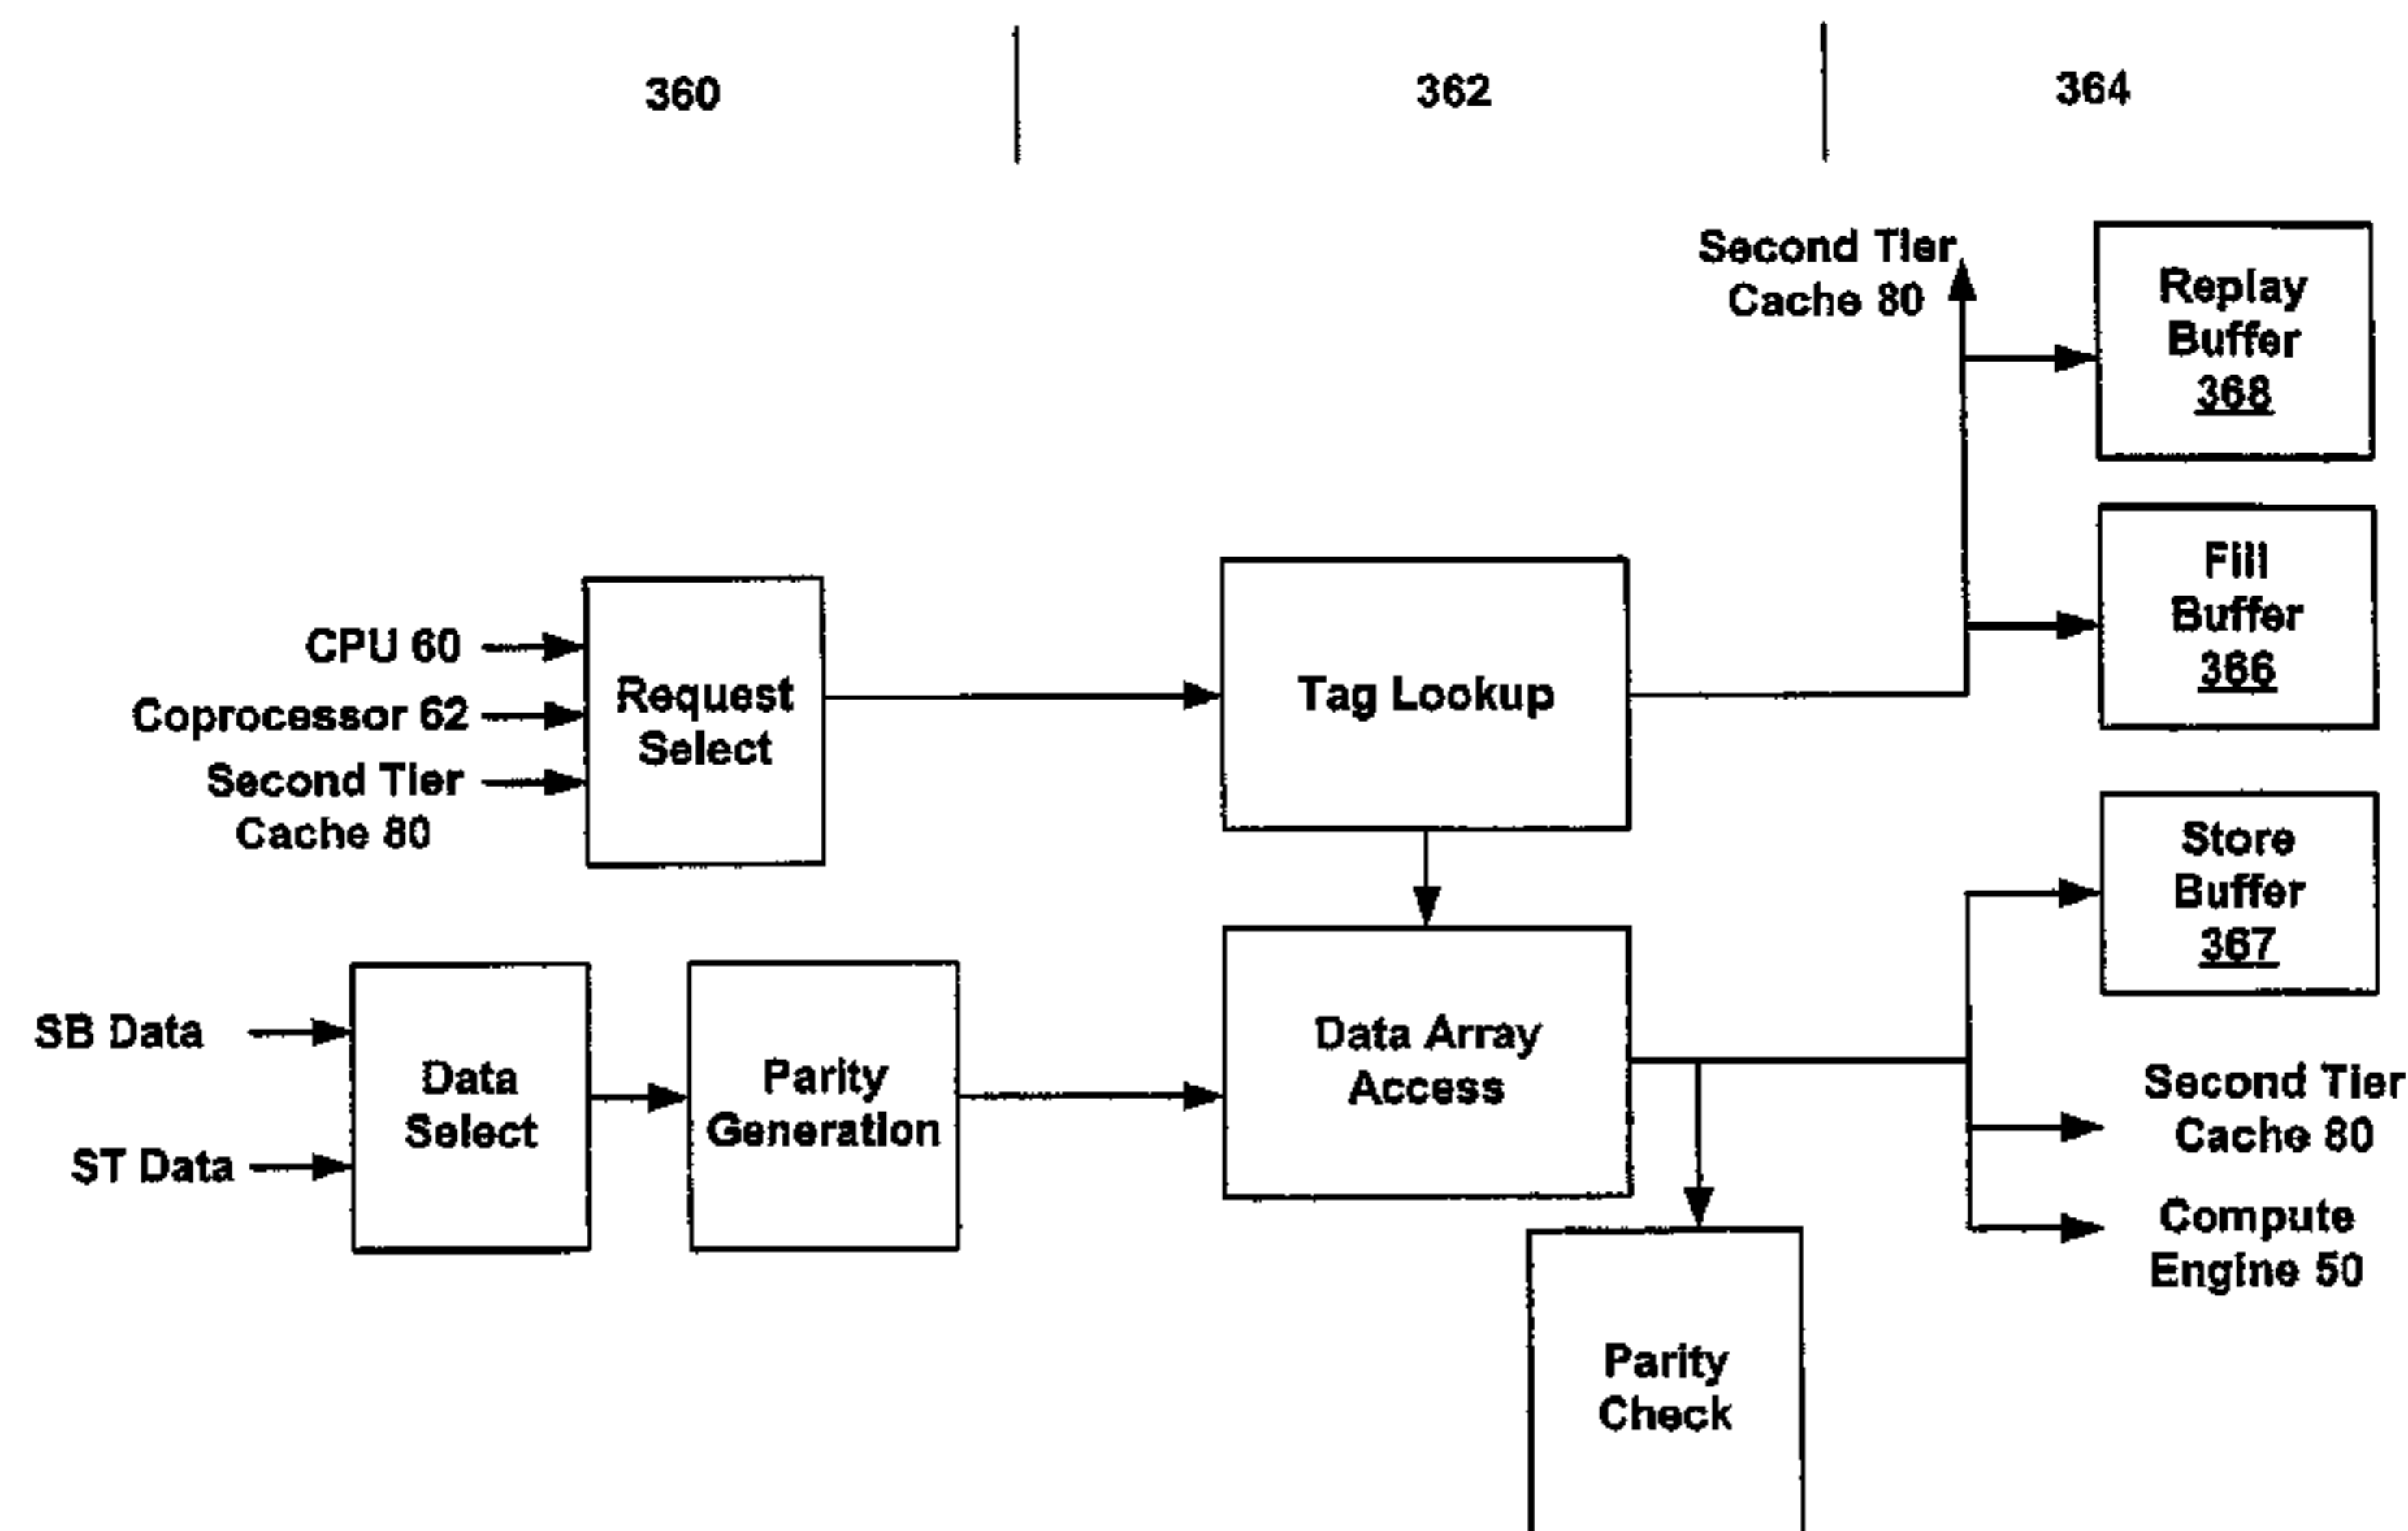 360
362
364
Second Tier
Cache 80
Replay
Buffer
368
Fill
Buffer
366
CPU 60
Coprocessor 62
Second Tier
Cache 80
Request
Select
Tag Lookup
Store
Buffer
367
SB Data
ST Data
Data
Select
Parity
Generation
Data Array
Access
Second Tier
Cache 80
Compute
Engine 50
Parity
Check